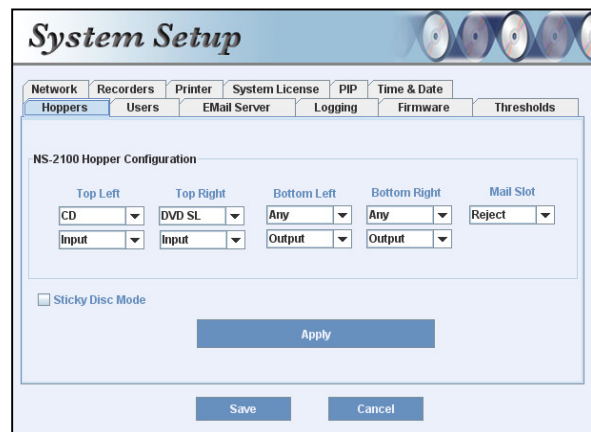 System Setup
Network Recorders Printer System License PIP Time & Date
Hoppers Users EMail Server Logging Firmware Thresholds
NS-2100 Hopper Configuration
Top Left Top Right Bottom Left Bottom Right Mail Slot
CD DVD SL Any Any Reject
Input Input Output Output
Sticky Disc Mode
Apply
Save Cancel